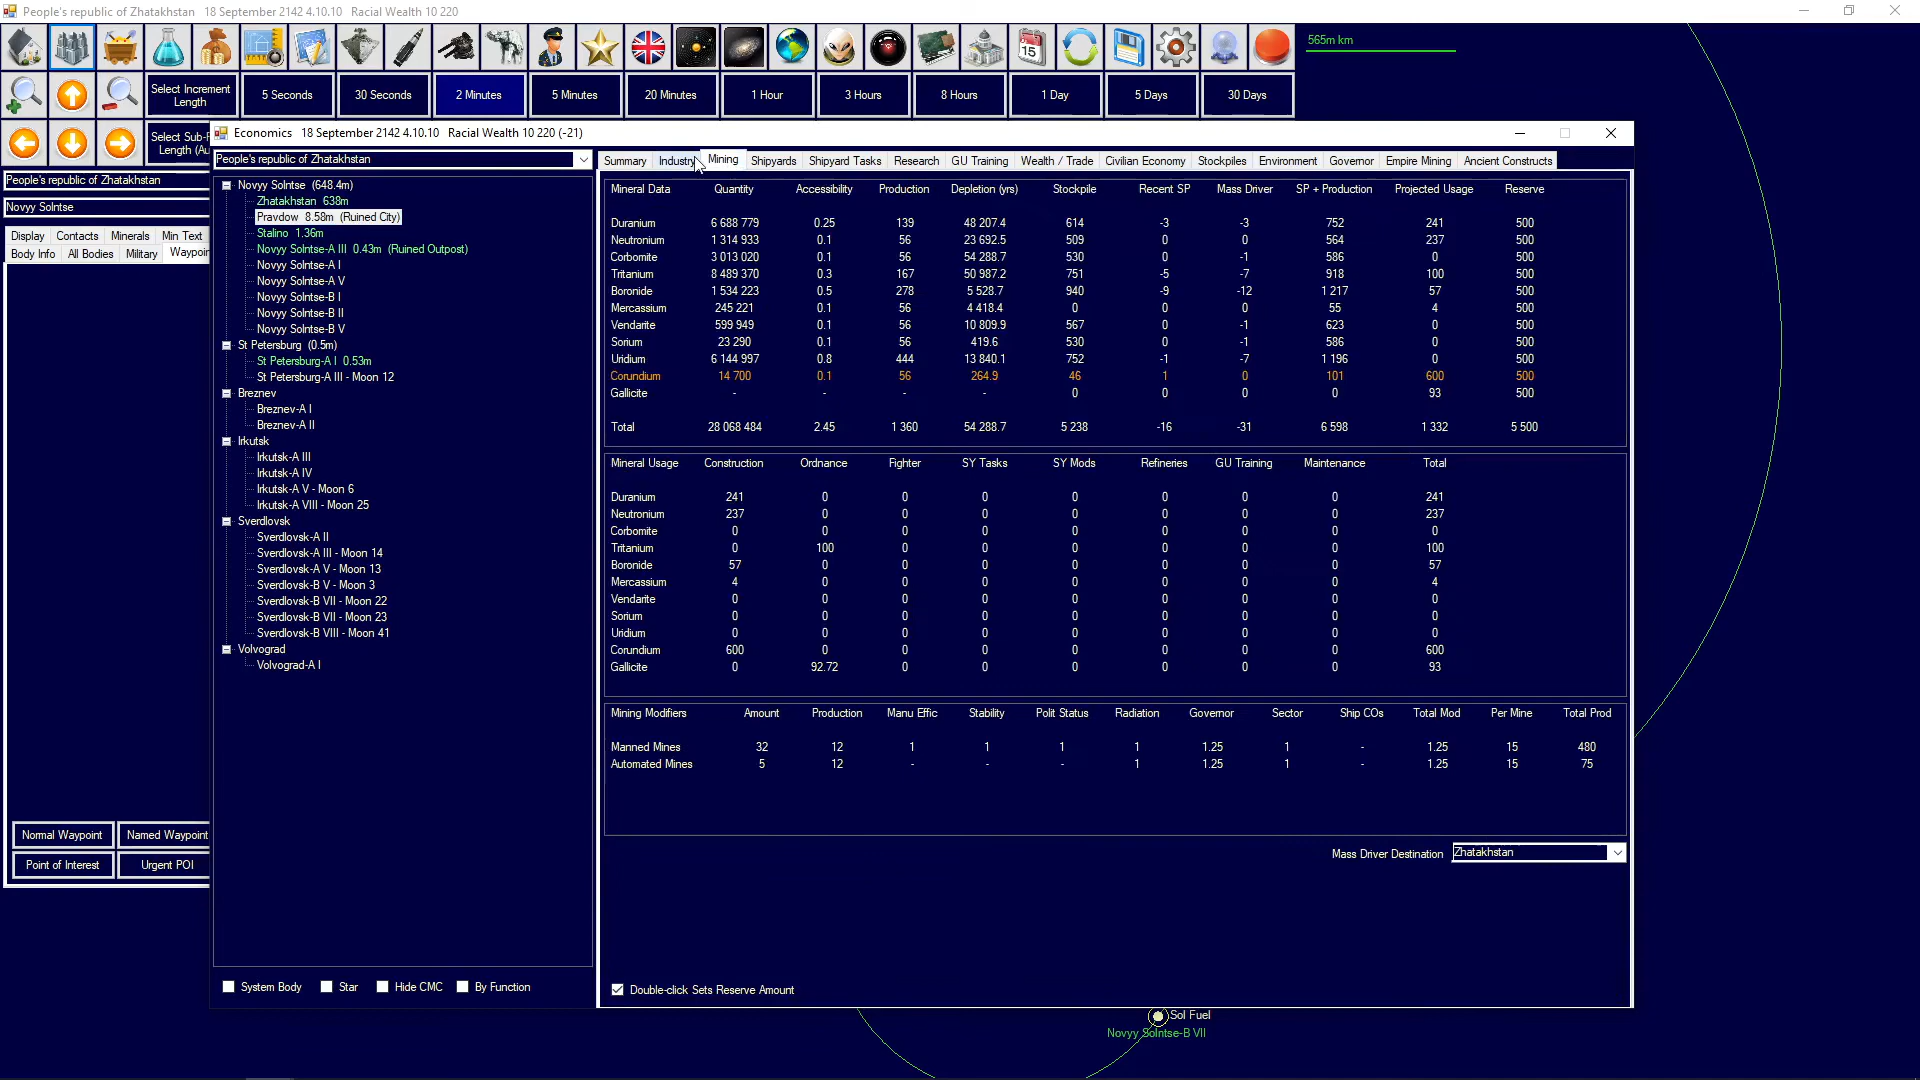 People's republic of Zhatakhstan 18 September 2142 4.10.10 Racial Wealth 10 220
565m km
Select Increment Length
5 Seconds 30 Seconds 2 Minutes 5 Minutes 20 Minutes 1 Hour 3 Hours 8 Hours 1 Day 5 Days 30 Days
Select Sub-P
Length (Au
People's republic of Zhatakhstan
Novyy Solntse
Display Contacts Minerals Min Text
Body Info All Bodies Military Waypoin
Normal Waypoint Named Waypoint
Point of Interest Urgent POI
Economics 18 September 2142 4.10.10 Racial Wealth 10 220 (-21)
People's republic of Zhatakhstan
Novyy Solntse (648.4m)
Zhatakhstan 638m
Pravdow 8.58m (Ruined City)
Stalino 1.36m
Novyy Solntse-A III 0.43m (Ruined Outpost)
Novyy Solntse-A I
Novyy Solntse-A V
Novyy Solntse-B I
Novyy Solntse-B II
Novyy Solntse-B V
St Petersburg (0.5m)
St Petersburg-A I 0.53m
St Petersburg-A III - Moon 12
Breznev
Breznev-A I
Breznev-A II
Irkutsk
Irkutsk-A III
Irkutsk-A IV
Irkutsk-A V - Moon 6
Irkutsk-A VIII - Moon 25
Sverdlovsk
Sverdlovsk-A II
Sverdlovsk-A III - Moon 14
Sverdlovsk-A V - Moon 13
Sverdlovsk-B V - Moon 3
Sverdlovsk-B VII - Moon 22
Sverdlovsk-B VII - Moon 23
Sverdlovsk-B VIII - Moon 41
Volvograd
Volvograd-A I
System Body Star Hide CMC By Function
Summary Industry Mining Shipyards Shipyard Tasks Research GU Training Wealth / Trade Civilian Economy Stockpiles Environment Governor Empire Mining Ancient Constructs
Mineral Data Quantity Accessibility Production Depletion (yrs) Stockpile Recent SP Mass Driver SP + Production Projected Usage Reserve
Duranium 6 688 779 0.25 139 48 207.4 614 -3 -3 752 241 500
Neutronium 1 314 933 0.1 56 23 692.5 509 0 0 564 237 500
Corbomite 3 013 020 0.1 56 54 288.7 530 0 -1 586 0 500
Tritanium 8 489 370 0.3 167 50 987.2 751 -5 -7 918 100 500
Boronide 1 534 223 0.5 278 5 528.7 940 -9 -12 1 217 57 500
Mercassium 245 221 0.1 56 4 418.4 0 0 0 55 4 500
Vendarite 599 949 0.1 56 10 809.9 567 0 -1 623 0 500
Sorium 23 290 0.1 56 419.6 530 0 -1 586 0 500
Uridium 6 144 997 0.8 444 13 840.1 752 -1 -7 1 196 0 500
Corundium 14 700 0.1 56 264.9 46 1 0 101 600 500
Gallicite - - - - 0 0 0 0 93 500
Total 28 068 484 2.45 1 360 54 288.7 5 238 -16 -31 6 598 1 332 5 500
Mineral Usage Construction Ordnance Fighter SY Tasks SY Mods Refineries GU Training Maintenance Total
Duranium 241 0 0 0 0 0 0 0 241
Neutronium 237 0 0 0 0 0 0 0 237
Corbomite 0 0 0 0 0 0 0 0 0
Tritanium 0 100 0 0 0 0 0 0 100
Boronide 57 0 0 0 0 0 0 0 57
Mercassium 4 0 0 0 0 0 0 0 4
Vendarite 0 0 0 0 0 0 0 0 0
Sorium 0 0 0 0 0 0 0 0 0
Uridium 0 0 0 0 0 0 0 0 0
Corundium 600 0 0 0 0 0 0 0 600
Gallicite 0 92.72 0 0 0 0 0 0 93
Mining Modifiers Amount Production Manu Effic Stability Polit Status Radiation Governor Sector Ship COs Total Mod Per Mine Total Prod
Manned Mines 32 12 1 1 1 1 1.25 1 - 1.25 15 480
Automated Mines 5 12 - - - 1 1.25 1 - 1.25 15 75
Mass Driver Destination Zhatakhstan
Double-click Sets Reserve Amount
Sol Fuel
Novyy Solntse-B VII